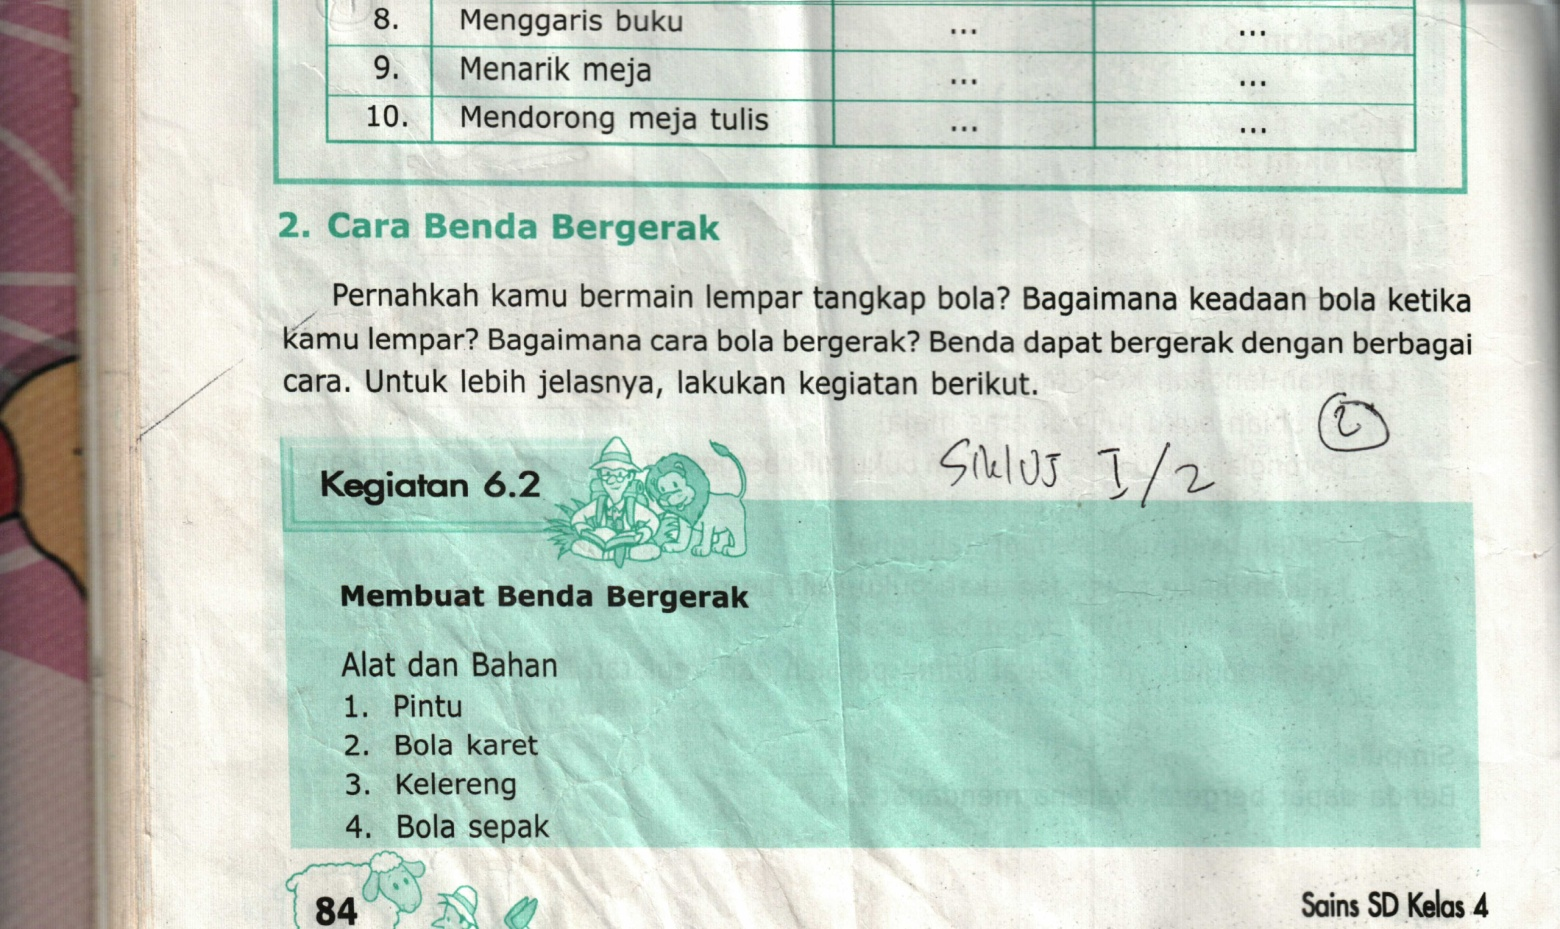 8. Menggaris buku ... ...
9. Menarik meja ... ...
10. Mendorong meja tulis ... ...
2. Cara Benda Bergerak
Pernahkah kamu bermain lempar tangkap bola? Bagaimana keadaan bola ketika
kamu lempar? Bagaimana cara bola bergerak? Benda dapat bergerak dengan berbagai
cara. Untuk lebih jelasnya, lakukan kegiatan berikut.
2
Siklus I/2
Kegiatan 6.2
Membuat Benda Bergerak
Alat dan Bahan
1. Pintu
2. Bola karet
3. Kelereng
4. Bola sepak
84
Sains SD Kelas 4